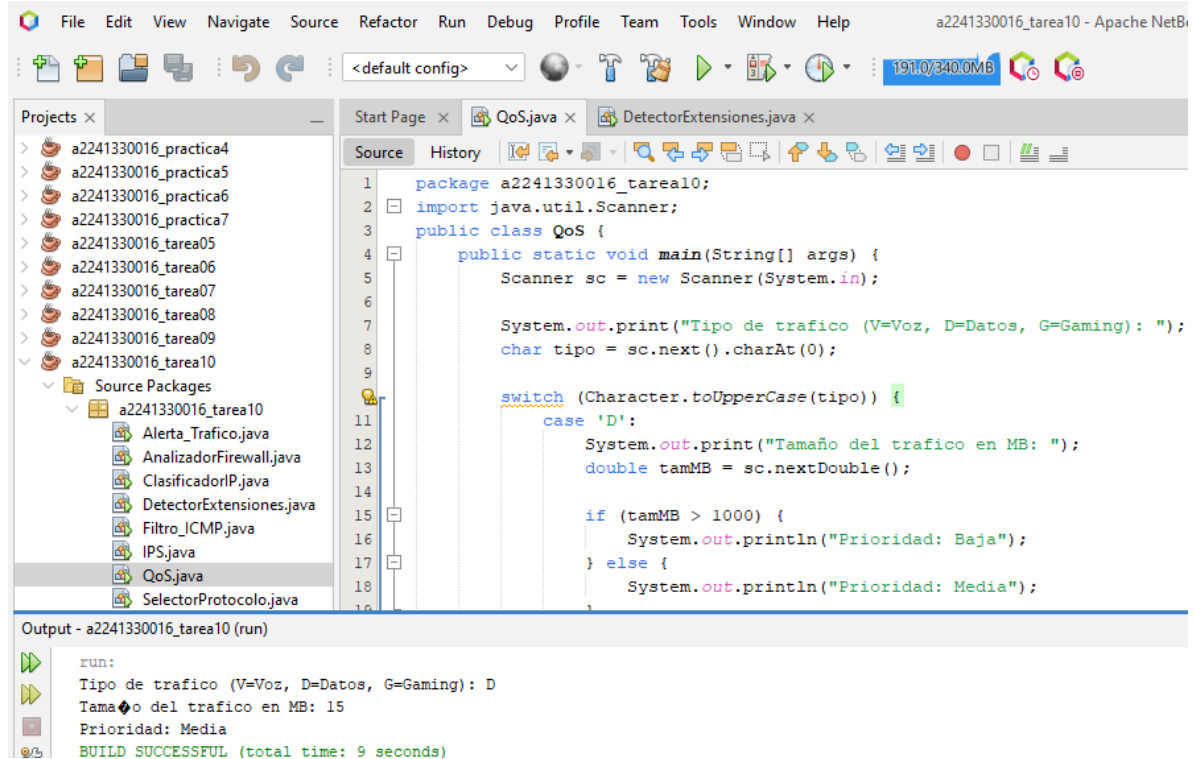 File Edit View Navigate Source Refactor Run Debug Profile Team Tools Window Help a2241330016_tarea10 - Apache NetBe
<default config> 191.0/340.0MB
Projects
a2241330016_practica4
a2241330016_practica5
a2241330016_practica6
a2241330016_practica7
a2241330016_tarea05
a2241330016_tarea06
a2241330016_tarea07
a2241330016_tarea08
a2241330016_tarea09
a2241330016_tarea10
Source Packages
a2241330016_tarea10
Alerta_Trafico.java
AnalizadorFirewall.java
ClasificadorIP.java
DetectorExtensiones.java
Filtro_ICMP.java
IPS.java
QoS.java
SelectorProtocolo.java
Start Page QoS.java DetectorExtensiones.java
Source History
1 package a2241330016_tarea10;
2 import java.util.Scanner;
3 public class QoS {
4 public static void main(String[] args) {
5 Scanner sc = new Scanner(System.in);
6
7 System.out.print("Tipo de trafico (V=Voz, D=Datos, G=Gaming): ");
8 char tipo = sc.next().charAt(0);
9
switch (Character.toUpperCase(tipo)) {
11 case 'D':
12 System.out.print("Tamaño del trafico en MB: ");
13 double tamMB = sc.nextDouble();
14
15 if (tamMB > 1000) {
16 System.out.println("Prioridad: Baja");
17 } else {
18 System.out.println("Prioridad: Media");
Output - a2241330016_tarea10 (run)
run:
Tipo de trafico (V=Voz, D=Datos, G=Gaming): D
Tama�o del trafico en MB: 15
Prioridad: Media
BUILD SUCCESSFUL (total time: 9 seconds)